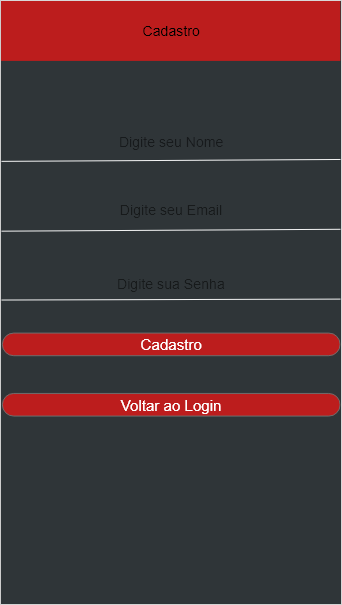 Cadastro
Digite seu Nome
Digite seu Email
Digite sua Senha
Cadastro
Voltar ao Login